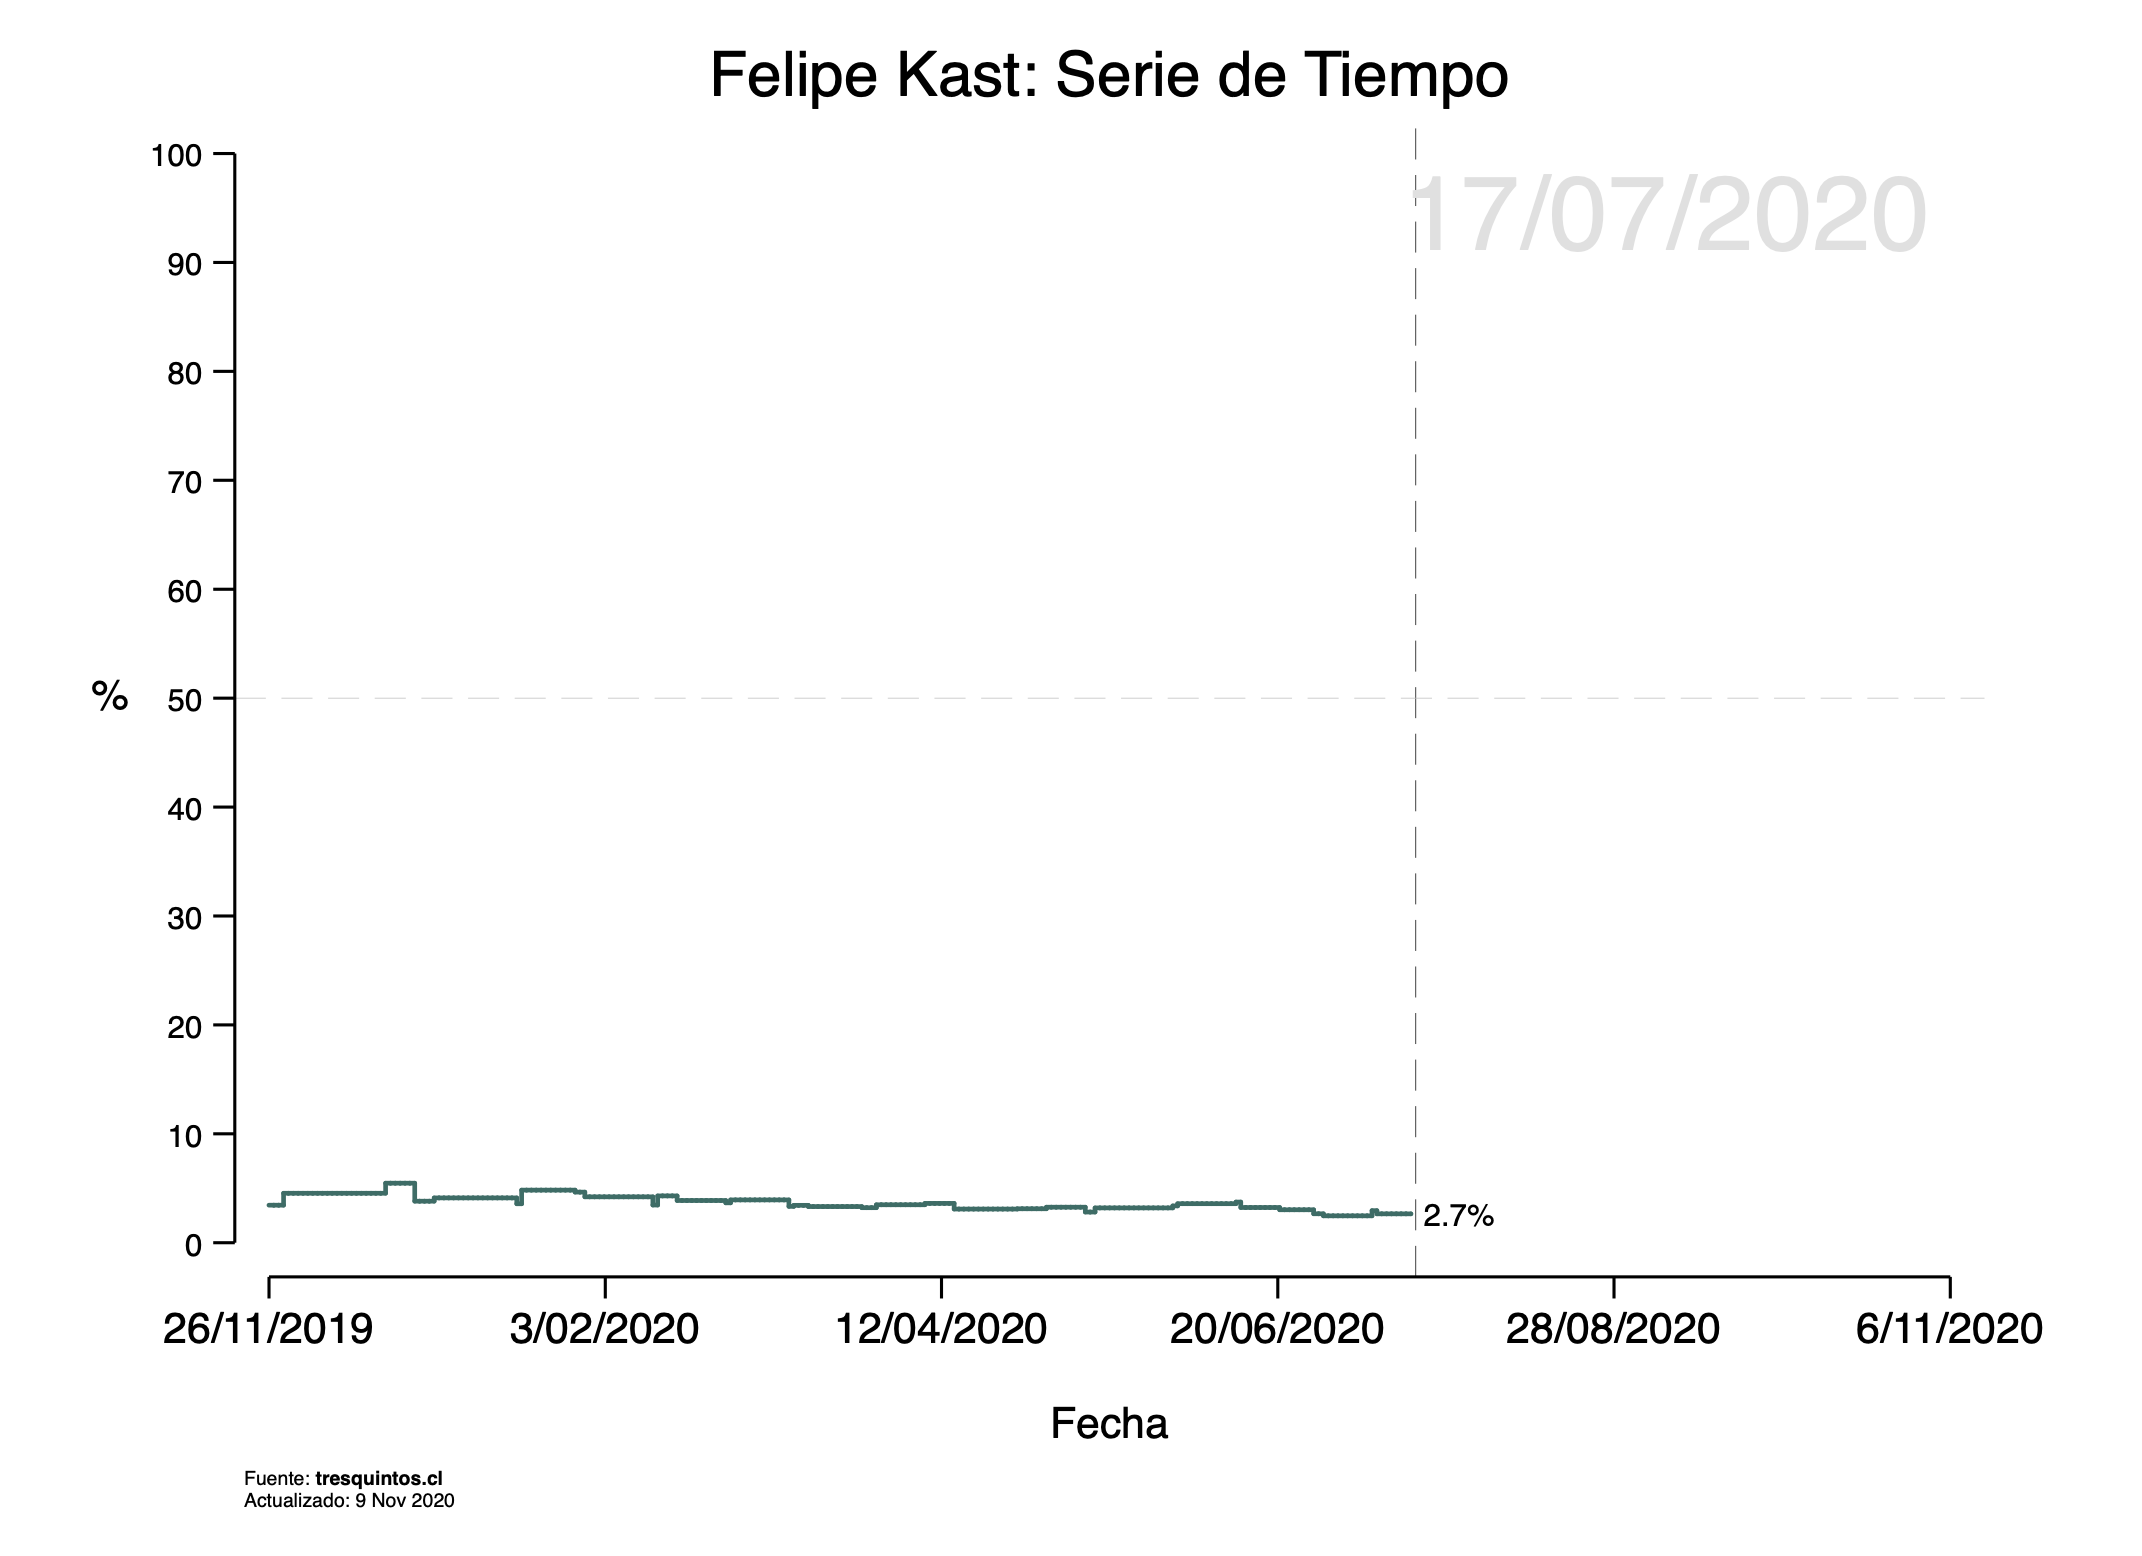 Felipe Kast: Serie de Tiempo
17/07/2020
100
90
80
70
60
50
40
30
20
10
0
%
2.7%
26/11/2019 3/02/2020 12/04/2020 20/06/2020 28/08/2020 6/11/2020
Fecha
Fuente: tresquintos.cl
Actualizado: 9 Nov 2020